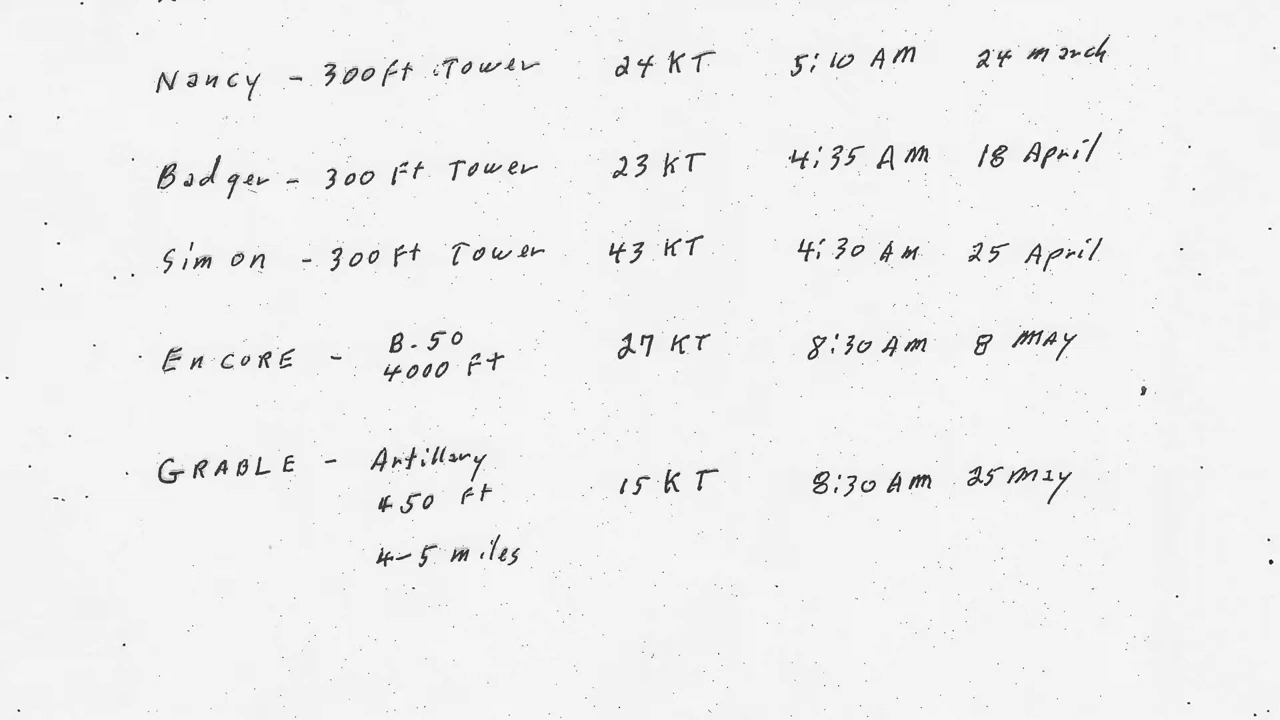 Nancy - 300ft Tower 24 KT 5:10 AM 24 march
Badger - 300 Ft Tower 23 KT 4:35 AM 18 April
Simon - 300 Ft Tower 43 KT 4:30 AM 25 April
ENCORE - B-50 27 KT 8:30 AM 8 MAY
4000 Ft
GRABLE - Artillary 15 KT 8:30 AM 25 May
450 ft
4-5 miles